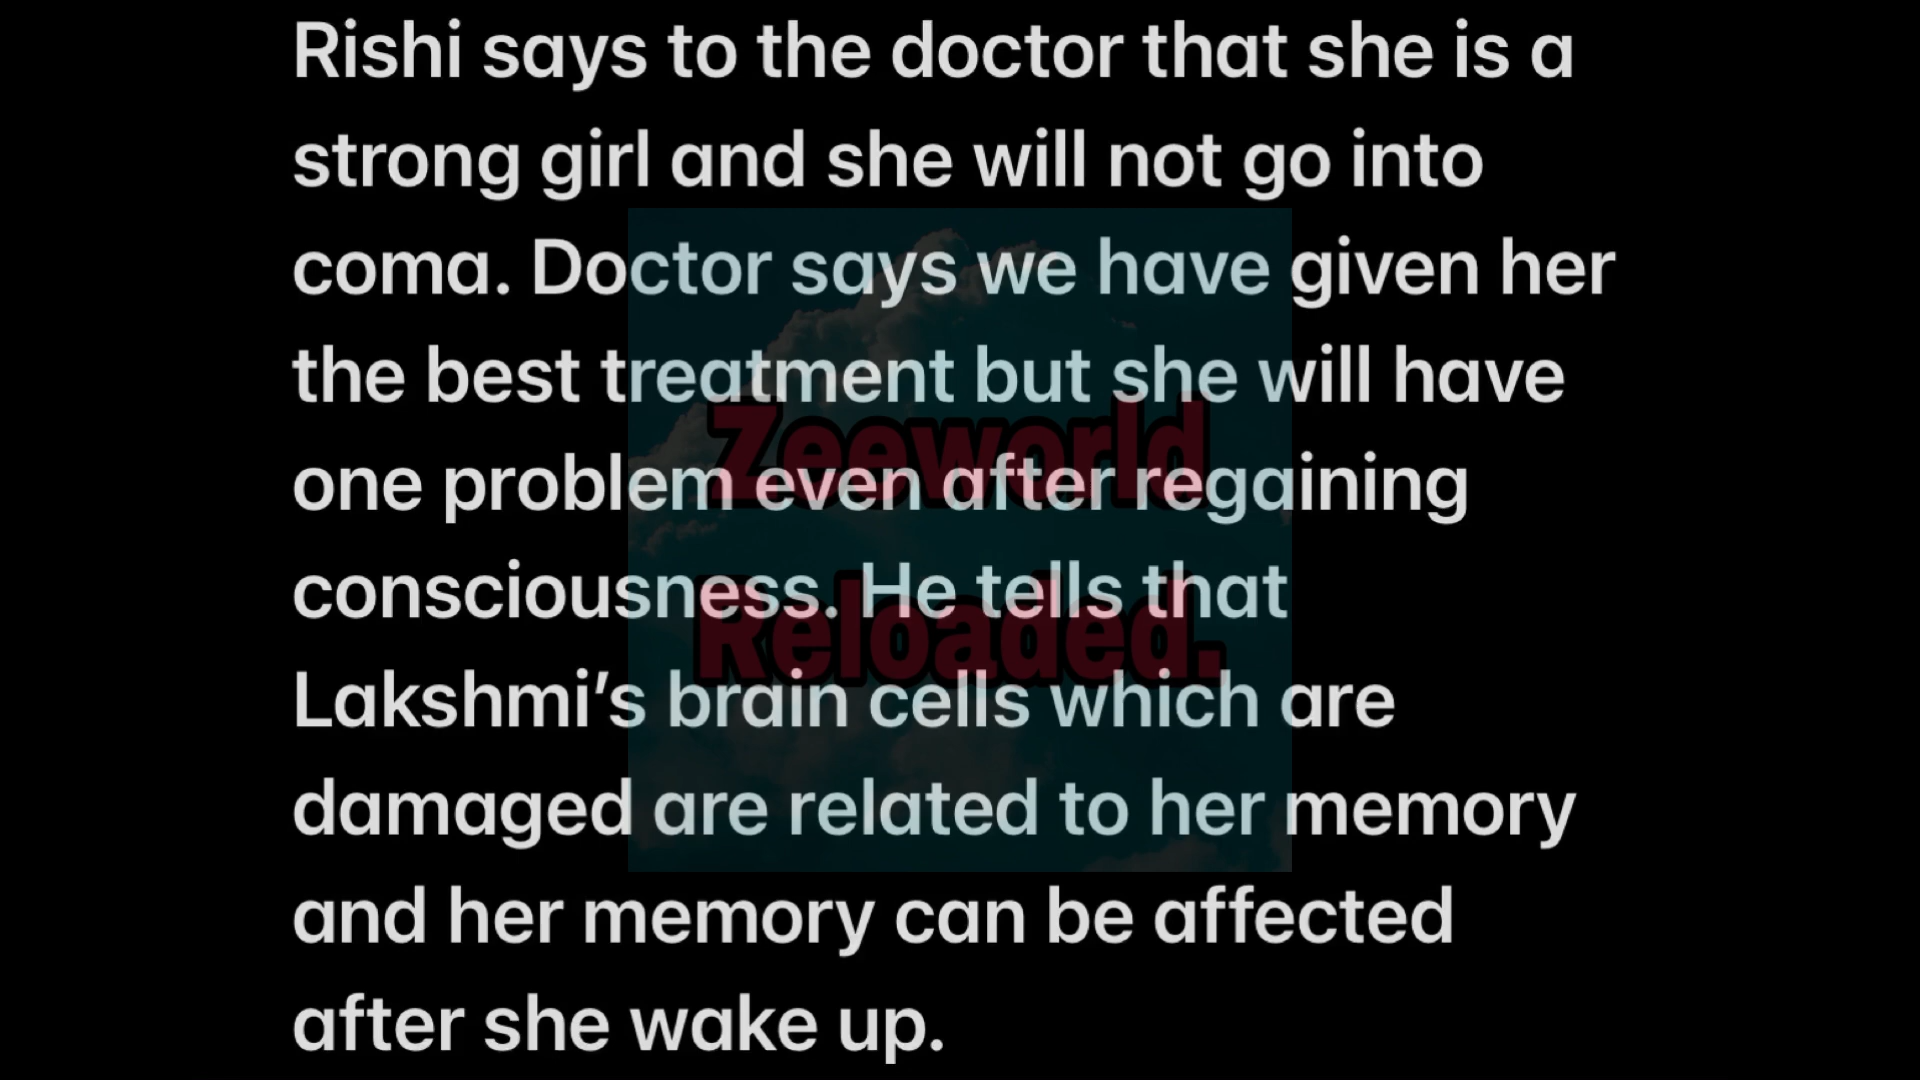 Rishi says to the doctor that she is a
strong girl and she will not go into
coma. Doctor says we have given her
the best treatment but she will have
one problem even after regaining
consciousness. He tells that
Lakshmi’s brain cells which are
damaged are related to her memory
and her memory can be affected
after she wake up.
Zeeworld
Reloaded.